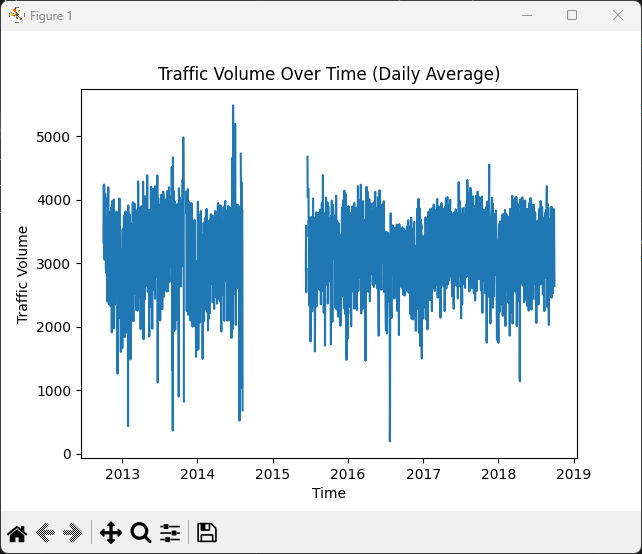 Figure 1
Traffic Volume Over Time (Daily Average)
5000
4000
3000
2000
1000
0
Traffic Volume
2013 2014 2015 2016 2017 2018 2019
Time